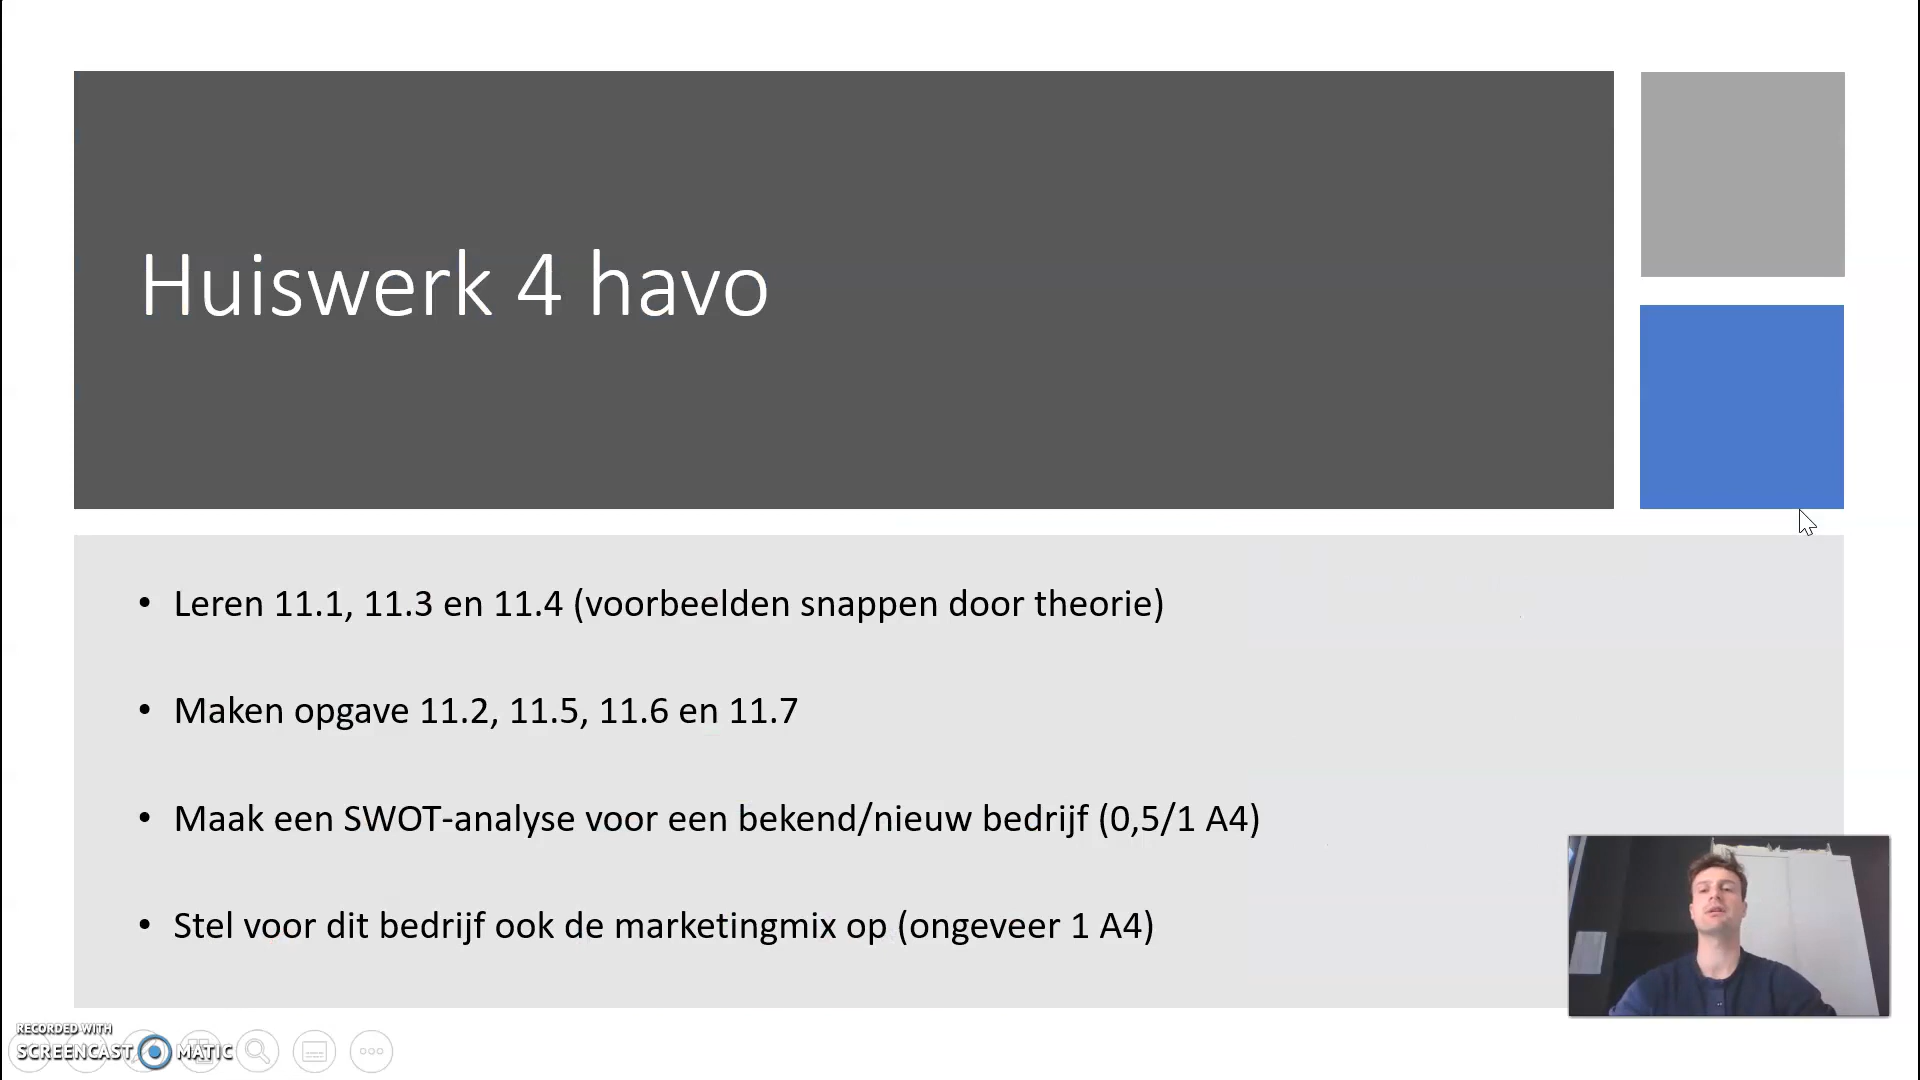 Huiswerk 4 havo
• Leren 11.1, 11.3 en 11.4 (voorbeelden snappen door theorie)
• Maken opgave 11.2, 11.5, 11.6 en 11.7
• Maak een SWOT-analyse voor een bekend/nieuw bedrijf (0,5/1 A4)
• Stel voor dit bedrijf ook de marketingmix op (ongeveer 1 A4)
RECORDED WITH
SCREENCAST MATIC